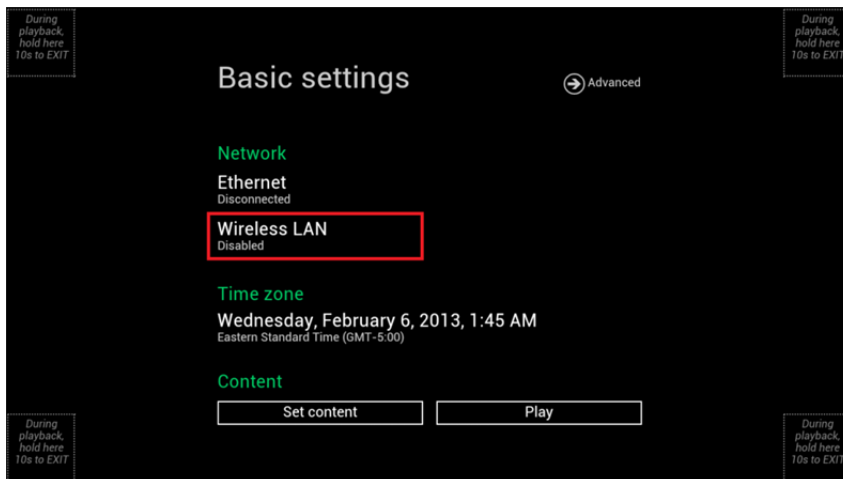 During
playback,
hold here
10s to EXIT
During
playback,
hold here
10s to EXIT
Basic settings
Advanced
Network
Ethernet
Disconnected
Wireless LAN
Disabled
Time zone
Wednesday, February 6, 2013, 1:45 AM
Eastern Standard Time (GMT-5:00)
Content
Set content
Play
During
playback,
hold here
10s to EXIT
During
playback,
hold here
10s to EXIT